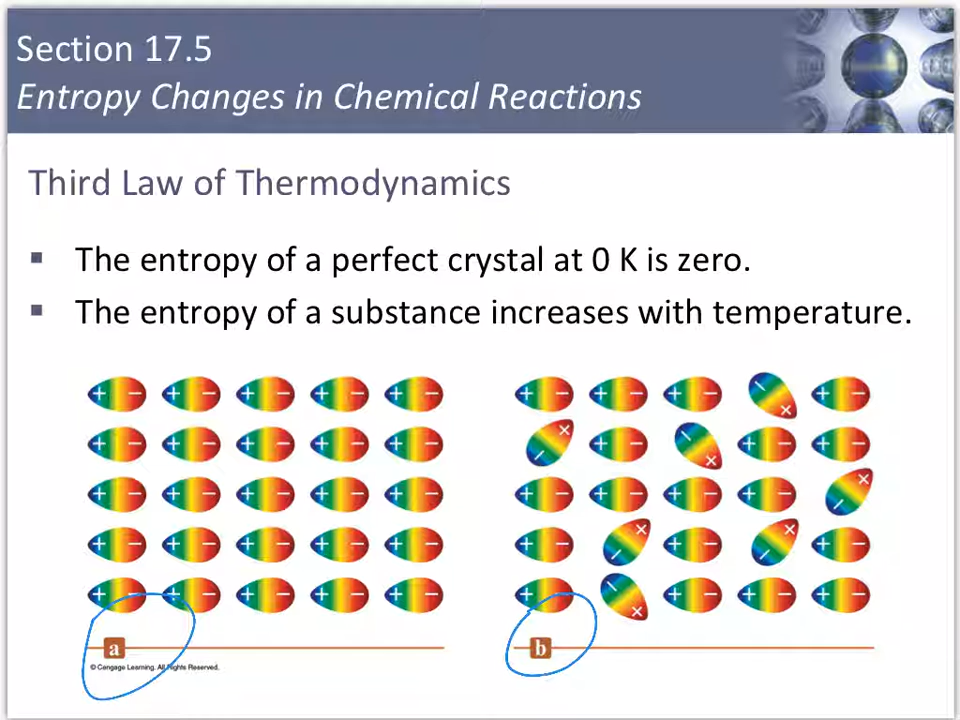 Section 17.5
Entropy Changes in Chemical Reactions
Third Law of Thermodynamics
▪ The entropy of a perfect crystal at 0 K is zero.
▪ The entropy of a substance increases with temperature.
+ − + − + − + − + −
+ − + − + − + − + −
+ − + − + − + − + −
+ − + − + − + − + −
+ − + − + − + − + −
a
© Cengage Learning. All Rights Reserved.
+ − + − + − − + + −
+ − + − − + + − + −
+ − + − + − + − + −
+ − + − + − + − + −
+ − − + + − + − + −
b